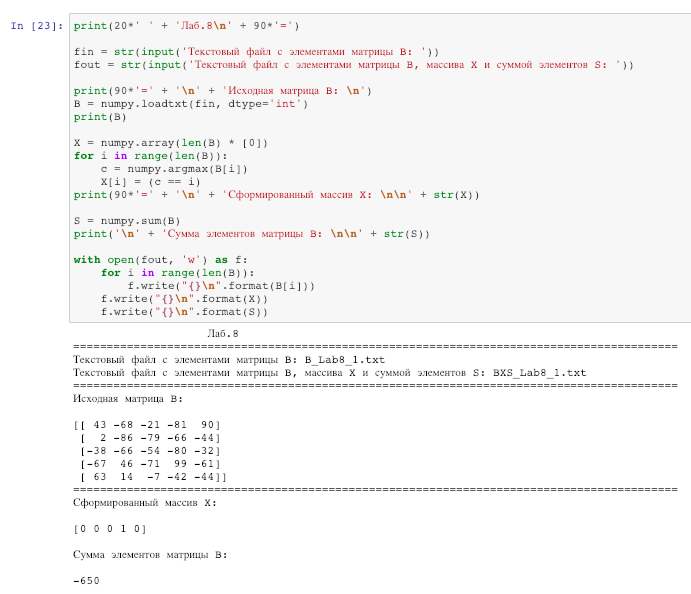 In [23]: print(20*' ' + 'Лаб.8\n' + 90*'=')
fin = str(input('Текстовый файл с элементами матрицы B: '))
fout = str(input('Текстовый файл с элементами матрицы B, массива X и суммой элементов S: '))
print(90*'=' + '\n' + 'Исходная матрица B: \n')
B = numpy.loadtxt(fin, dtype='int')
print(B)
X = numpy.array(len(B) * [0])
for i in range(len(B)):
    c = numpy.argmax(B[i])
    X[i] = (c == i)
print(90*'=' + '\n' + 'Сформированный массив X: \n\n' + str(X))
S = numpy.sum(B)
print('\n' + 'Сумма элементов матрицы B: \n\n' + str(S))
with open(fout, 'w') as f:
    for i in range(len(B)):
        f.write("{}\n".format(B[i]))
    f.write("{}\n".format(X))
    f.write("{}\n".format(S))
Лаб.8
==========================================================================================
Текстовый файл с элементами матрицы B: B_Lab8_1.txt
Текстовый файл с элементами матрицы B, массива X и суммой элементов S: BXS_Lab8_1.txt
==========================================================================================
Исходная матрица B:
[[ 43 -68 -21 -81  90]
 [  2 -86 -79 -66 -44]
 [-38 -66 -54 -80 -32]
 [-67  46 -71  99 -61]
 [ 63  14  -7 -42 -44]]
==========================================================================================
Сформированный массив X:
[0 0 0 1 0]
Сумма элементов матрицы B:
-650